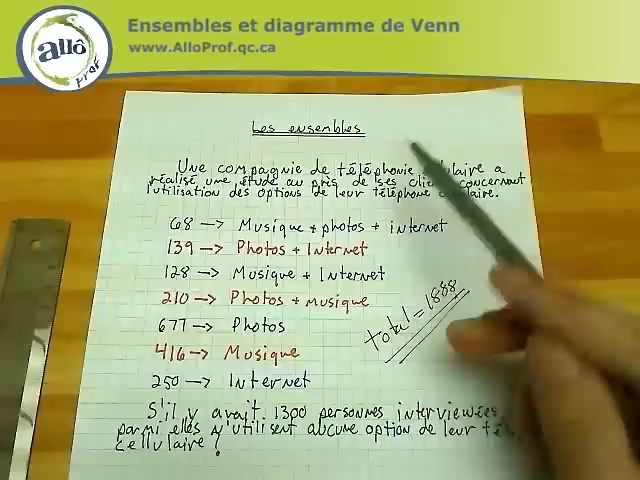 Ensembles et diagramme de Venn
www.AlloProf.qc.ca
allô
prof
Les ensembles
Une compagnie de téléphonie cellulaire a
réalisé une étude au près de ses clients concernant
l'utilisation des options de leur téléphone cellulaire.
68 → Musique + photos + internet
139 → Photos + Internet
128 → Musique + Internet
210 → Photos + Musique
677 → Photos
416 → Musique
250 → Internet
total = 1888
S'il y avait 1300 personnes interviewées,
parmi elles n'utilisent aucune option de leur
cellulaire ?